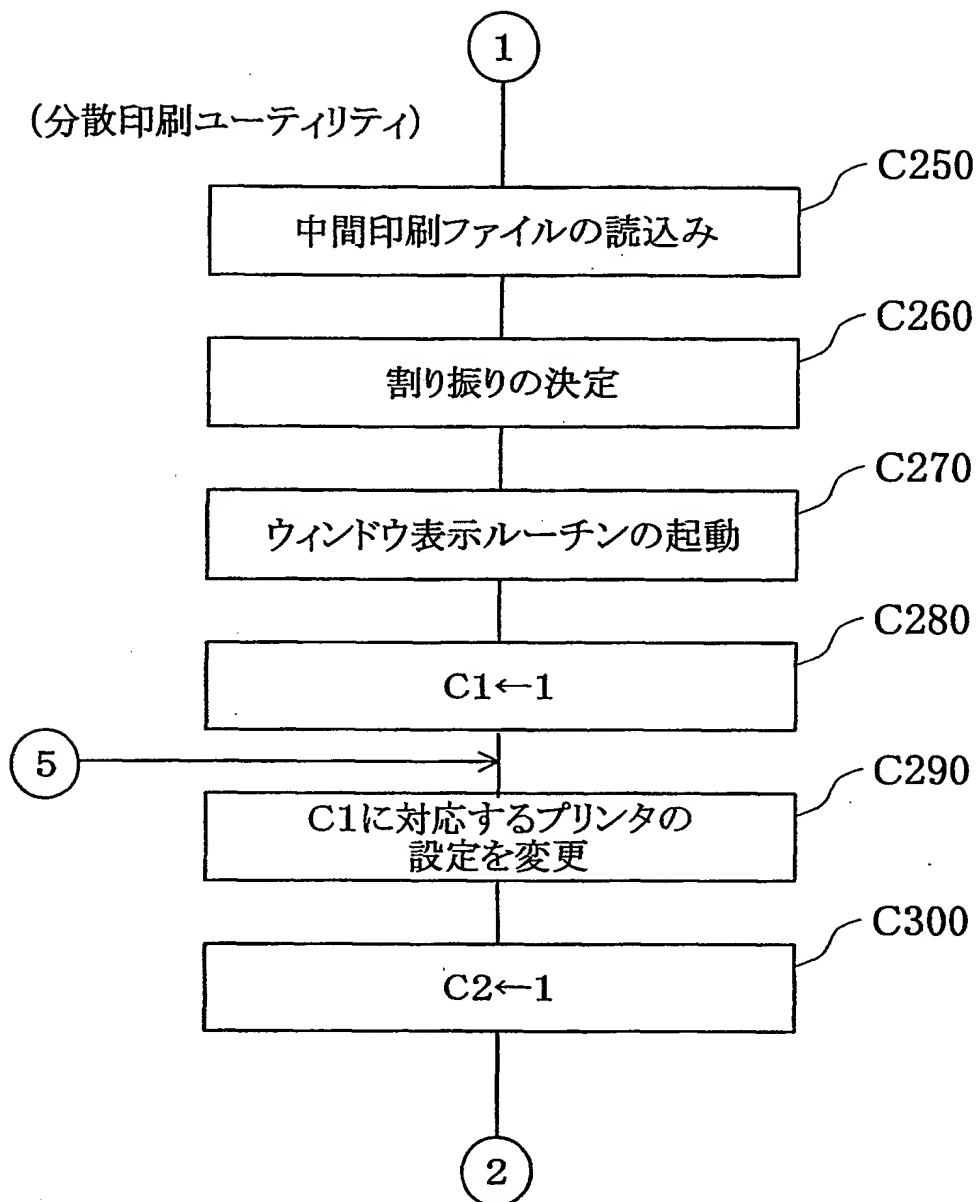 1
(分散印刷ユーティリティ)
C250
中間印刷ファイルの読込み
C260
割り振りの決定
C270
ウィンドウ表示ルーチンの起動
C280
C1←1
5
C290
C1に対応するプリンタの
設定を変更
C300
C2←1
2